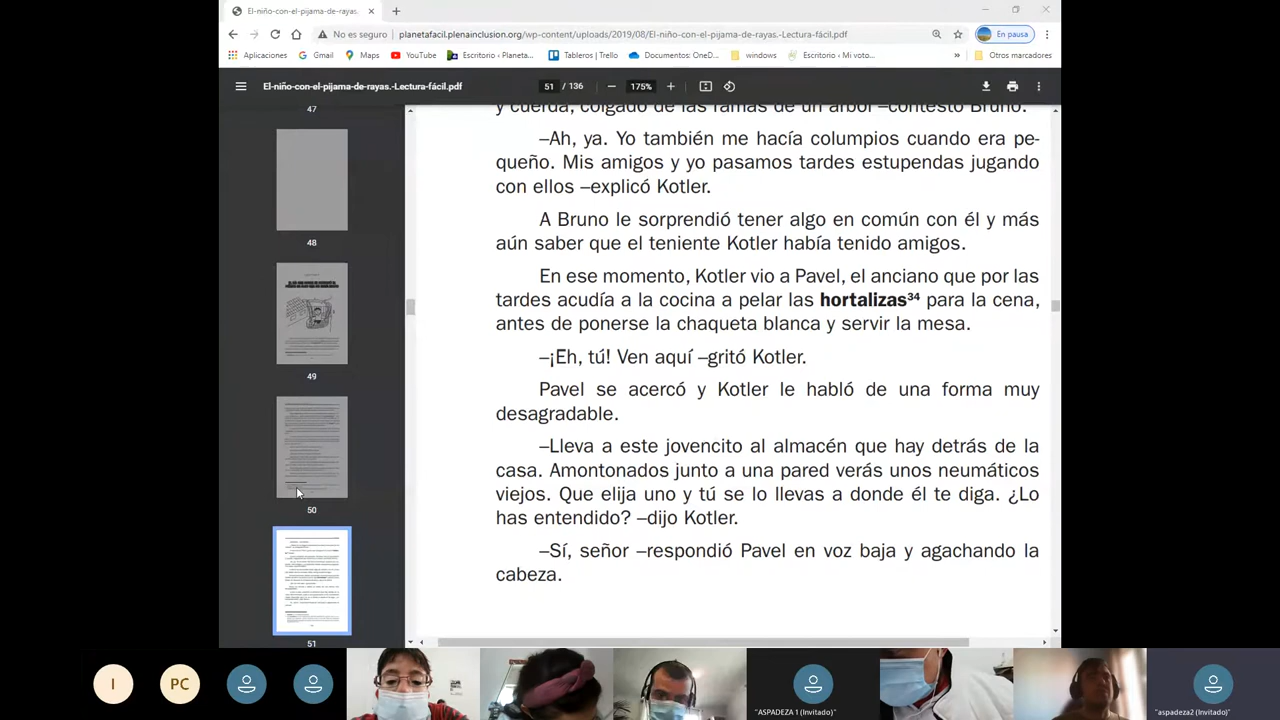 El-niño-con-el-pijama-de-rayas.
No es seguro
planetafacil.plenainclusion.org/wp-content/uploads/2019/08/El-niño-con-el-pijama-de-rayas.-Lectura-fácil.pdf
En pausa
Aplicaciones
Gmail
Maps
YouTube
Escritorio < Planeta...
Tableros | Trello
Documentos: OneD...
windows
Escritorio ‹ Mi voto...
»
Otros marcadores
El-niño-con-el-pijama-de-rayas.-Lectura-fácil.pdf
51 / 136
175%
47
48
49
50
51
y cuerda, colgado de las ramas de un árbol –contestó Bruno.
–Ah, ya. Yo también me hacía columpios cuando era pe-
queño. Mis amigos y yo pasamos tardes estupendas jugando
con ellos –explicó Kotler.
A Bruno le sorprendió tener algo en común con él y más
aún saber que el teniente Kotler había tenido amigos.
En ese momento, Kotler vio a Pavel, el anciano que por las
tardes acudía a la cocina a pelar las hortalizas³⁴ para la cena,
antes de ponerse la chaqueta blanca y servir la mesa.
–¡Eh, tú! Ven aquí –gritó Kotler.
Pavel se acercó y Kotler le habló de una forma muy
desagradable.
–Lleva a este jovencito al almacén que hay detrás de la
casa. Amontonados junto a una pared verás unos neumáticos
viejos. Que elija uno y tú se lo llevas a donde él te diga. ¿Lo
has entendido? –dijo Kotler.
–Sí, señor –respondió Pavel en voz baja y agachando la
cabeza
I
PC
"ASPADEZA 1 (Invitado)
"aspadeza2 (Invitado)